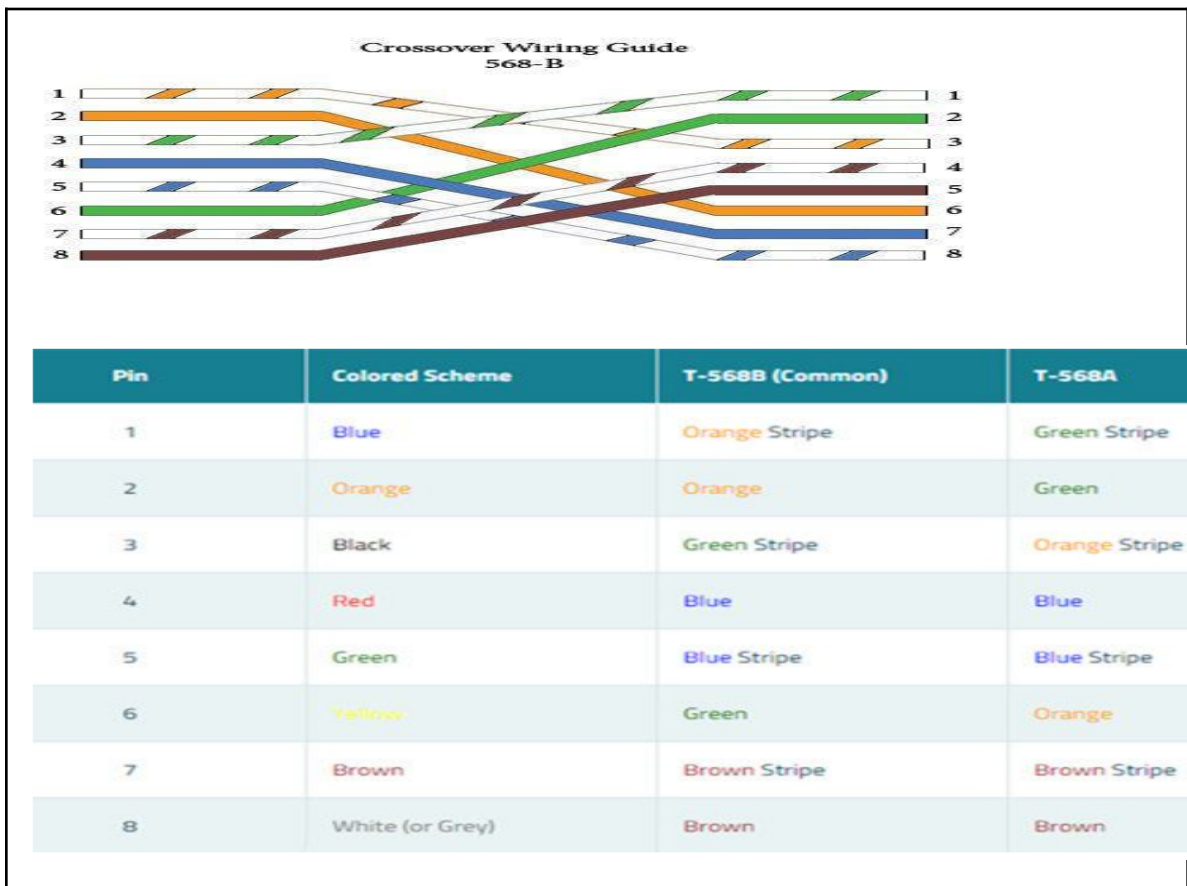 Crossover Wiring Guide
568-B
1 1
2 2
3 3
4 4
5 5
6 6
7 7
8 8
Pin Colored Scheme T-568B (Common) T-568A
1 Blue Orange Stripe Green Stripe
2 Orange Orange Green
3 Black Green Stripe Orange Stripe
4 Red Blue Blue
5 Green Blue Stripe Blue Stripe
6 Yellow Green Orange
7 Brown Brown Stripe Brown Stripe
8 White (or Grey) Brown Brown